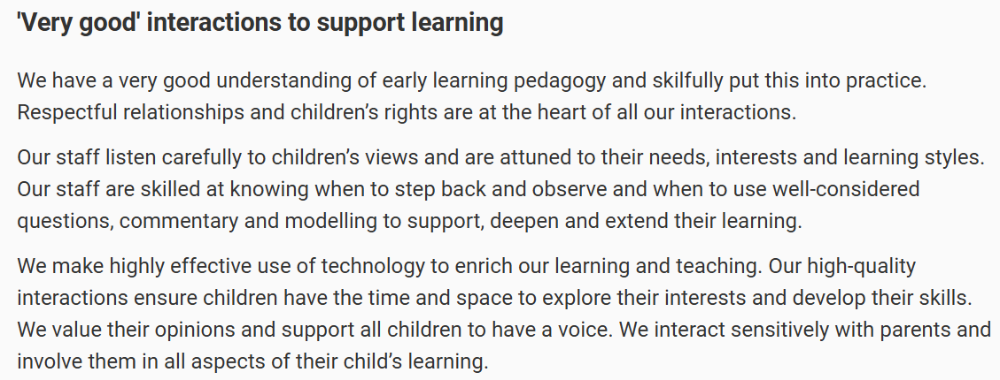 'Very good' interactions to support learning
We have a very good understanding of early learning pedagogy and skilfully put this into practice.
Respectful relationships and children’s rights are at the heart of all our interactions.
Our staff listen carefully to children’s views and are attuned to their needs, interests and learning styles.
Our staff are skilled at knowing when to step back and observe and when to use well-considered
questions, commentary and modelling to support, deepen and extend their learning.
We make highly effective use of technology to enrich our learning and teaching. Our high-quality
interactions ensure children have the time and space to explore their interests and develop their skills.
We value their opinions and support all children to have a voice. We interact sensitively with parents and
involve them in all aspects of their child’s learning.